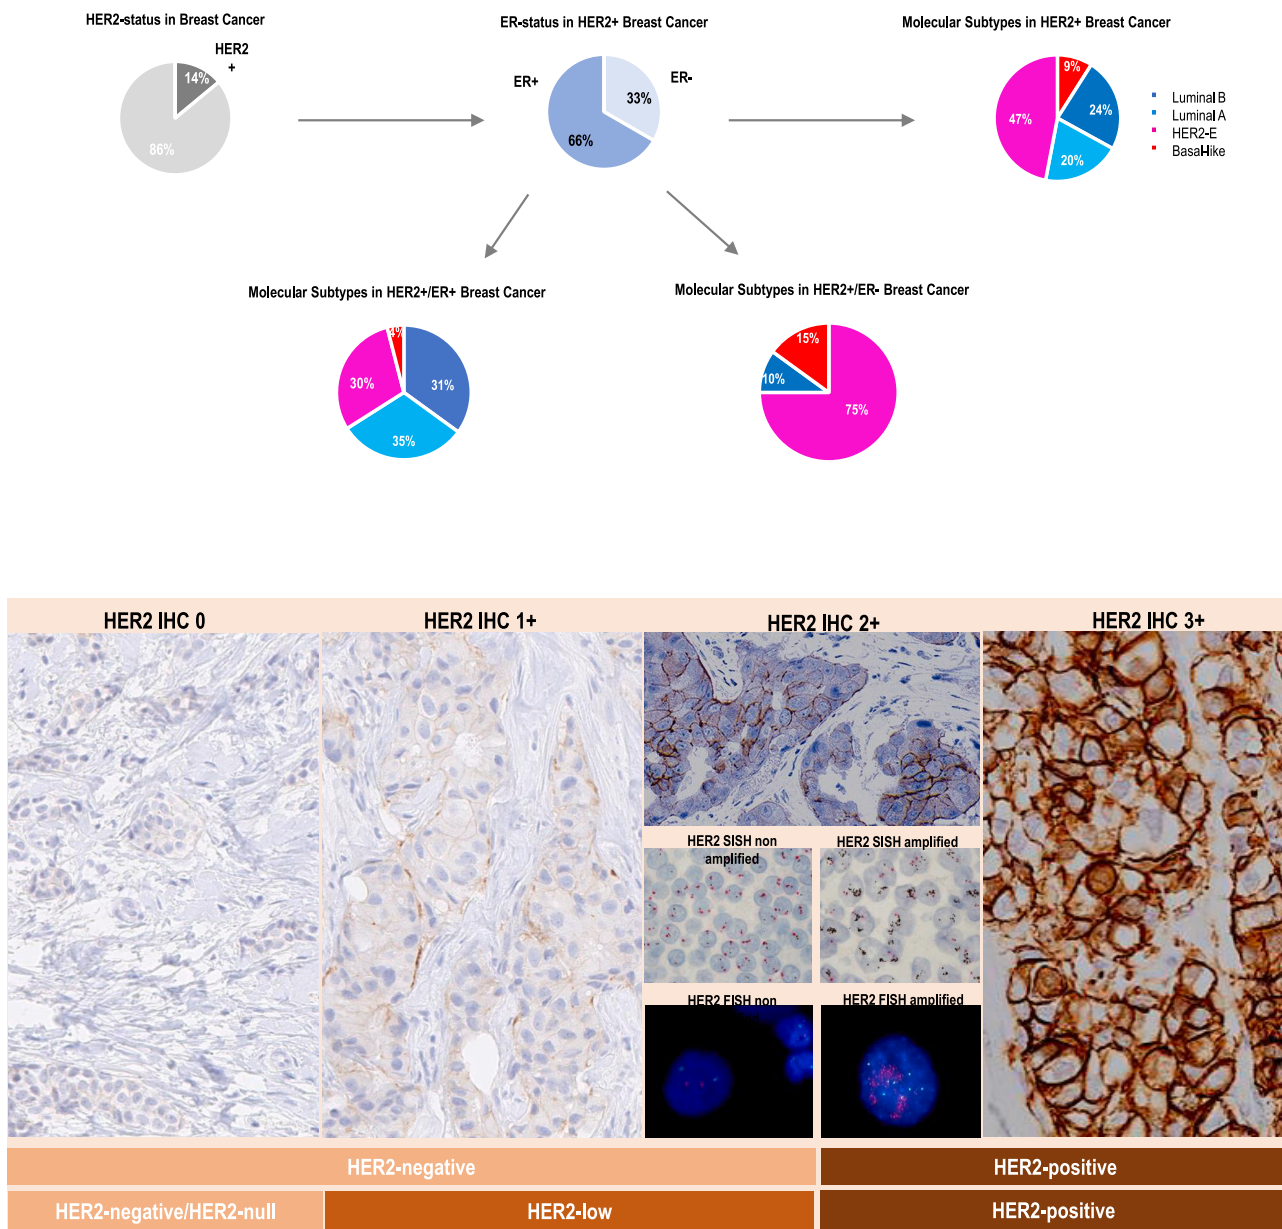 HER2-status in Breast Cancer
HER2
+
14%
86%
ER-status in HER2+ Breast Cancer
ER+
ER-
33%
66%
Molecular Subtypes in HER2+ Breast Cancer
9%
24%
47%
20%
Luminal B
Luminal A
HER2-E
Basal-like
Molecular Subtypes in HER2+/ER+ Breast Cancer
4%
31%
30%
35%
Molecular Subtypes in HER2+/ER- Breast Cancer
15%
10%
75%
HER2 IHC 0
HER2 IHC 1+
HER2 IHC 2+
HER2 IHC 3+
HER2 SISH non
amplified
HER2 SISH amplified
HER2 FISH non
HER2 FISH amplified
HER2-negative
HER2-positive
HER2-negative/HER2-null
HER2-low
HER2-positive